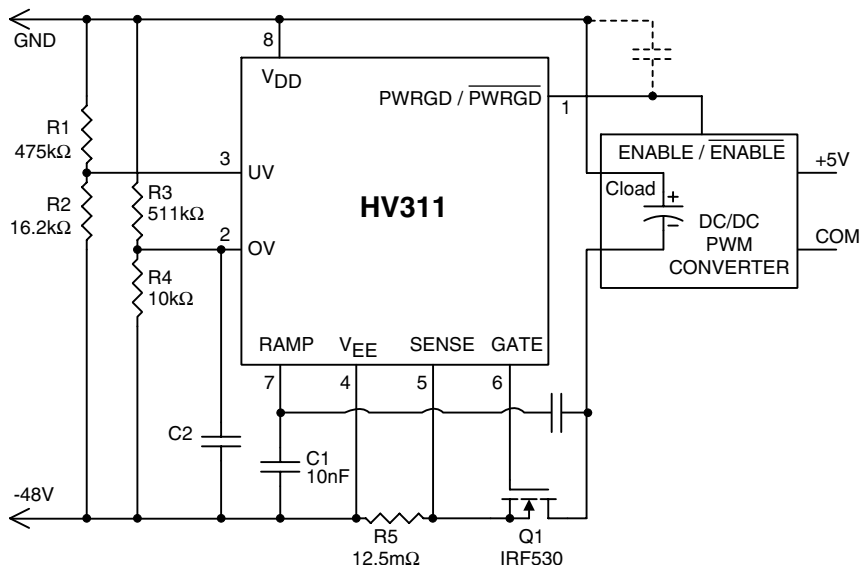 GND
8
VDD
PWRGD / PWRGD
1
R1
475kΩ
3
UV
ENABLE / ENABLE
+5V
R2
16.2kΩ
R3
511kΩ
HV311
Cload
+
–
DC/DC
PWM
CONVERTER
COM
2
OV
R4
10kΩ
RAMP
VEE
SENSE
GATE
7
4
5
6
C2
C1
10nF
-48V
R5
12.5mΩ
Q1
IRF530